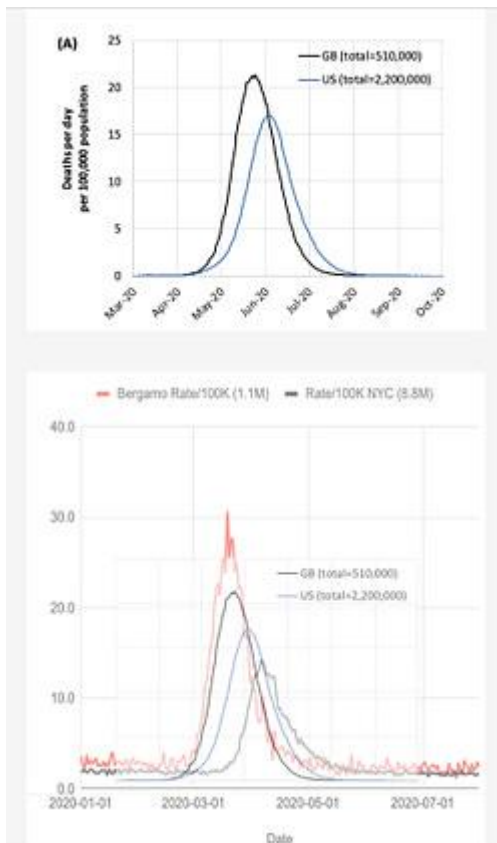 (A)
25
GB (total=510,000)
20
US (total=2,200,000)
15
10
5
0
Deaths per day
per 100,000 population
Mar-20
Apr-20
May-20
Jun-20
Jul-20
Aug-20
Sep-20
Oct-20
Bergamo Rate/100K (1.1M)
Rate/100K NYC (8.8M)
40.0
30.0
GB (total=510,000)
US (total=2,200,000)
20.0
10.0
0.0
2020-01-01
2020-03-01
2020-05-01
2020-07-01
Date